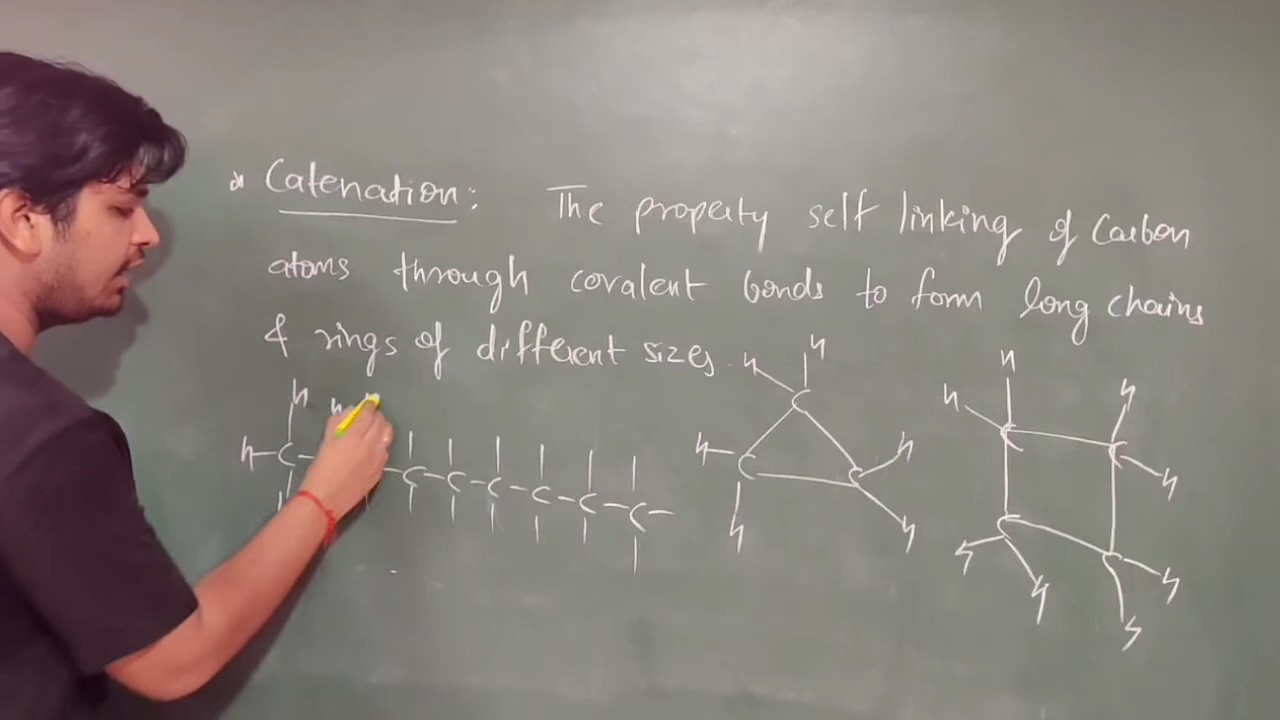 * Catenation: The property self linking of Carbon
atoms through covalent bonds to form long chains
& rings of different sizes.
H H H
H-C- -C-C-C-C-C-C-
H H
H-C C
C H
H H
H H
H C C H
C C H
H H H